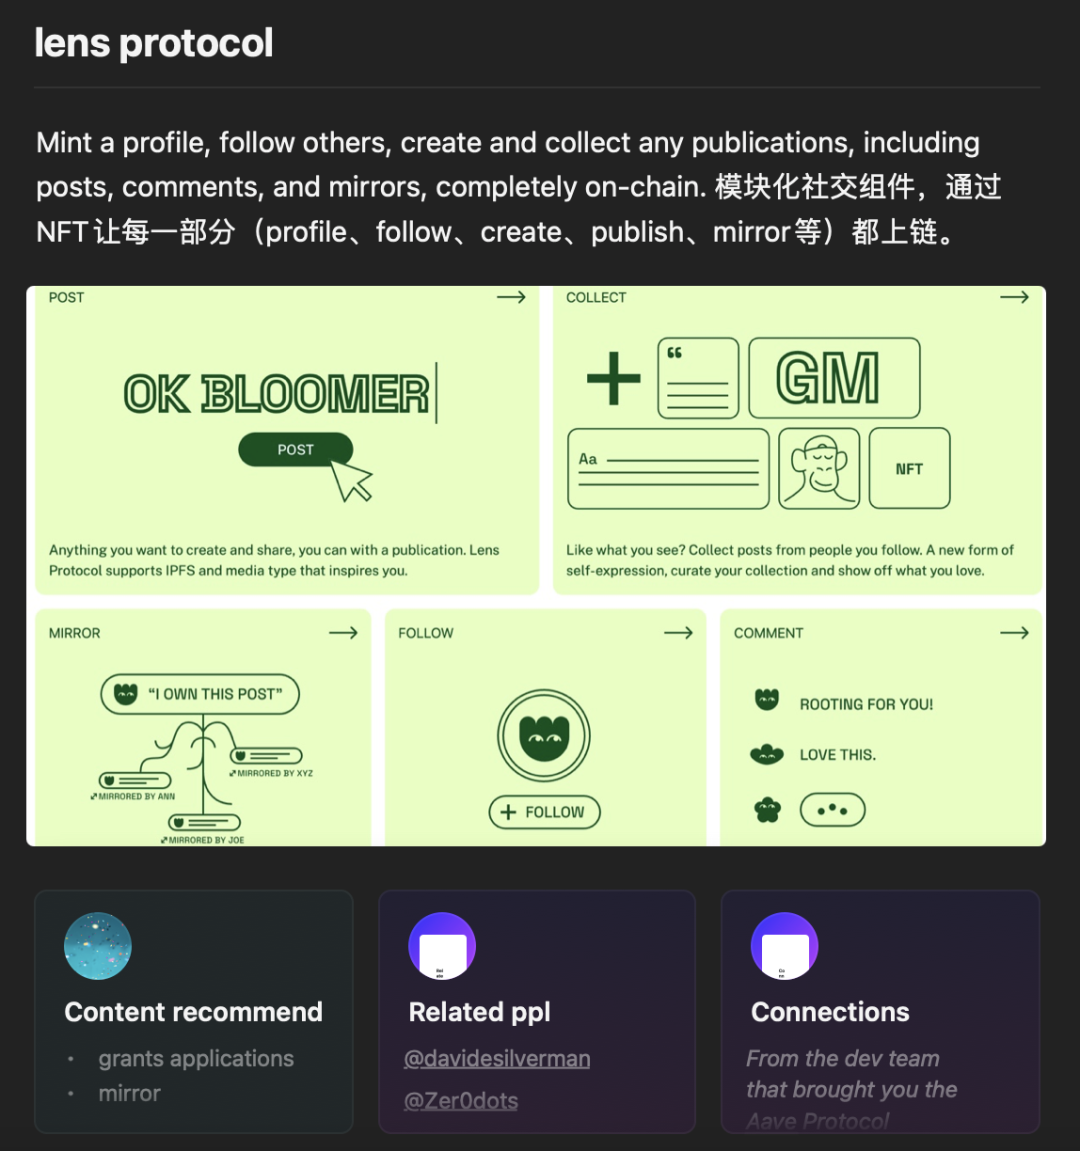 lens protocol
Mint a profile, follow others, create and collect any publications, including
posts, comments, and mirrors, completely on-chain. 模块化社交组件，通过
NFT让每一部分（profile、follow、create、publish、mirror等）都上链。
POST
OK BLOOMER
POST
Anything you want to create and share, you can with a publication. Lens
Protocol supports IPFS and media type that inspires you.
COLLECT
GM
Aa
NFT
Like what you see? Collect posts from people you follow. A new form of
self-expression, curate your collection and show off what you love.
MIRROR
“I OWN THIS POST”
MIRRORED BY XYZ
MIRRORED BY ANN
MIRRORED BY JOE
FOLLOW
+ FOLLOW
COMMENT
ROOTING FOR YOU!
LOVE THIS.
Content recommend
• grants applications
• mirror
Related ppl
@davidesilverman
@Zer0dots
Connections
From the dev team
that brought you the
Aave Protocol